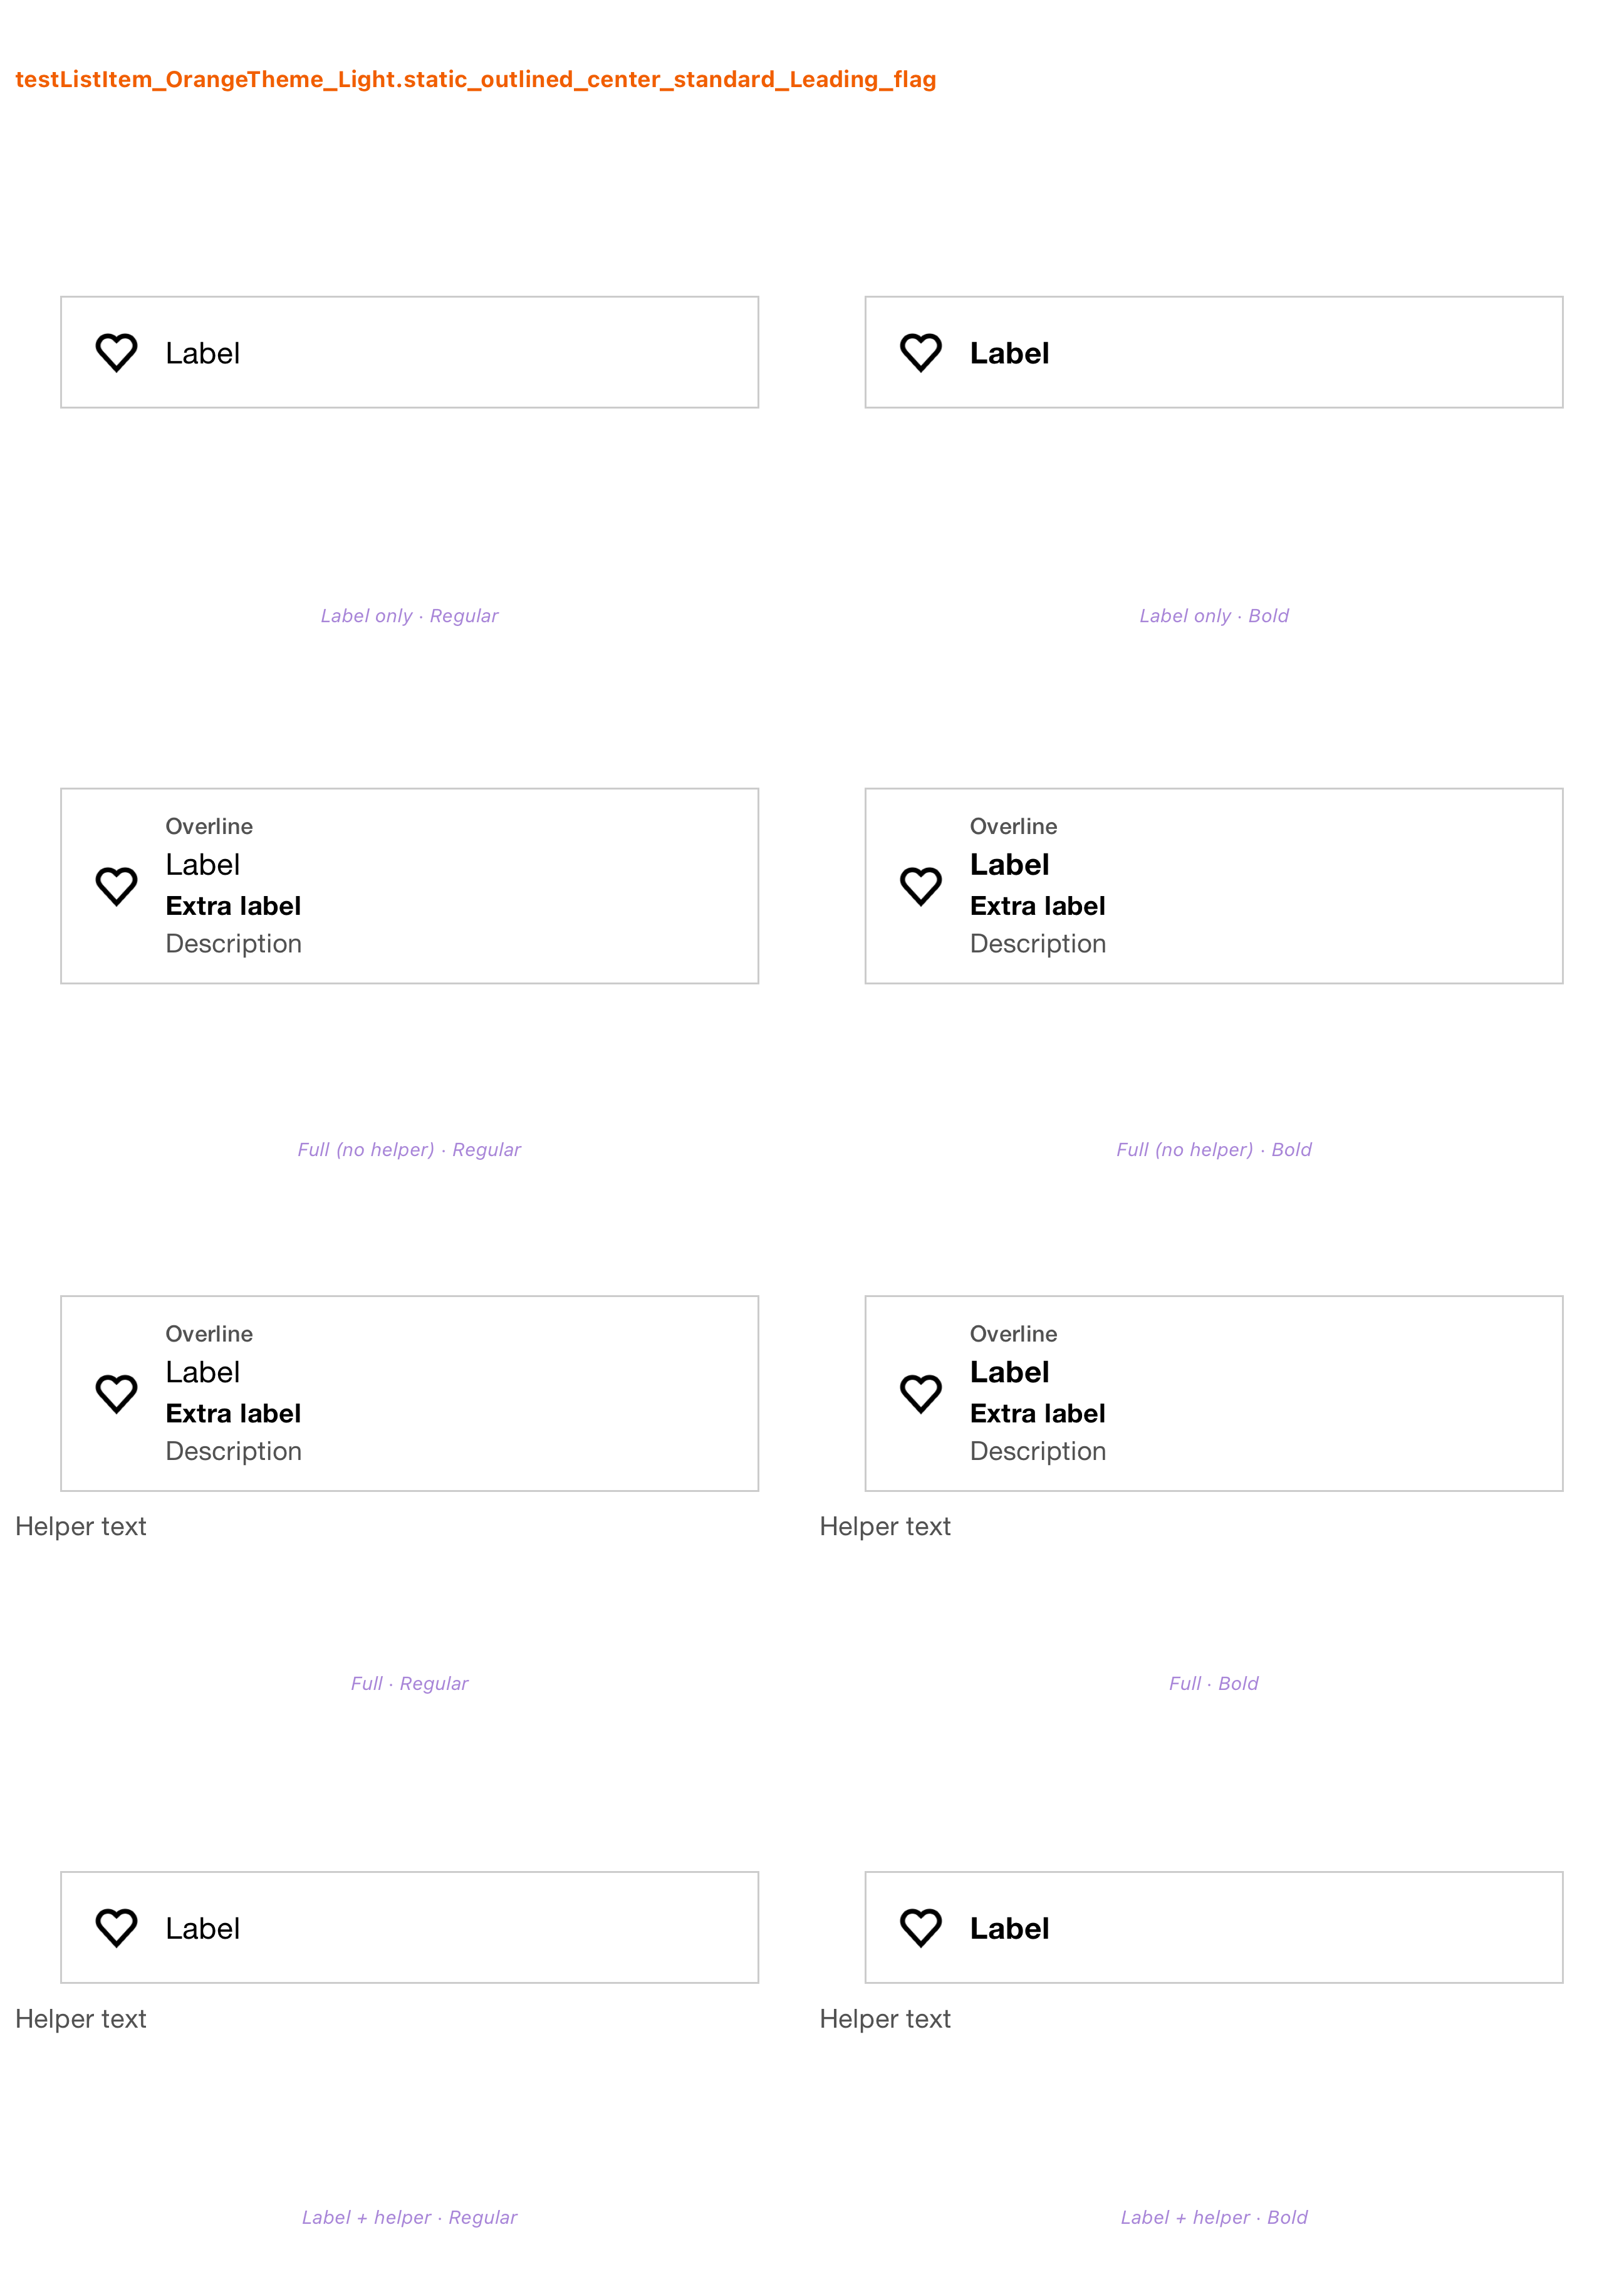 testListItem_OrangeTheme_Light.static_outlined_center_standard_Leading_flag
Label
Label
Label only · Regular
Label only · Bold
Overline
Label
Extra label
Description
Overline
Label
Extra label
Description
Full (no helper) · Regular
Full (no helper) · Bold
Overline
Label
Extra label
Description
Helper text
Overline
Label
Extra label
Description
Helper text
Full · Regular
Full · Bold
Label
Helper text
Label
Helper text
Label + helper · Regular
Label + helper · Bold